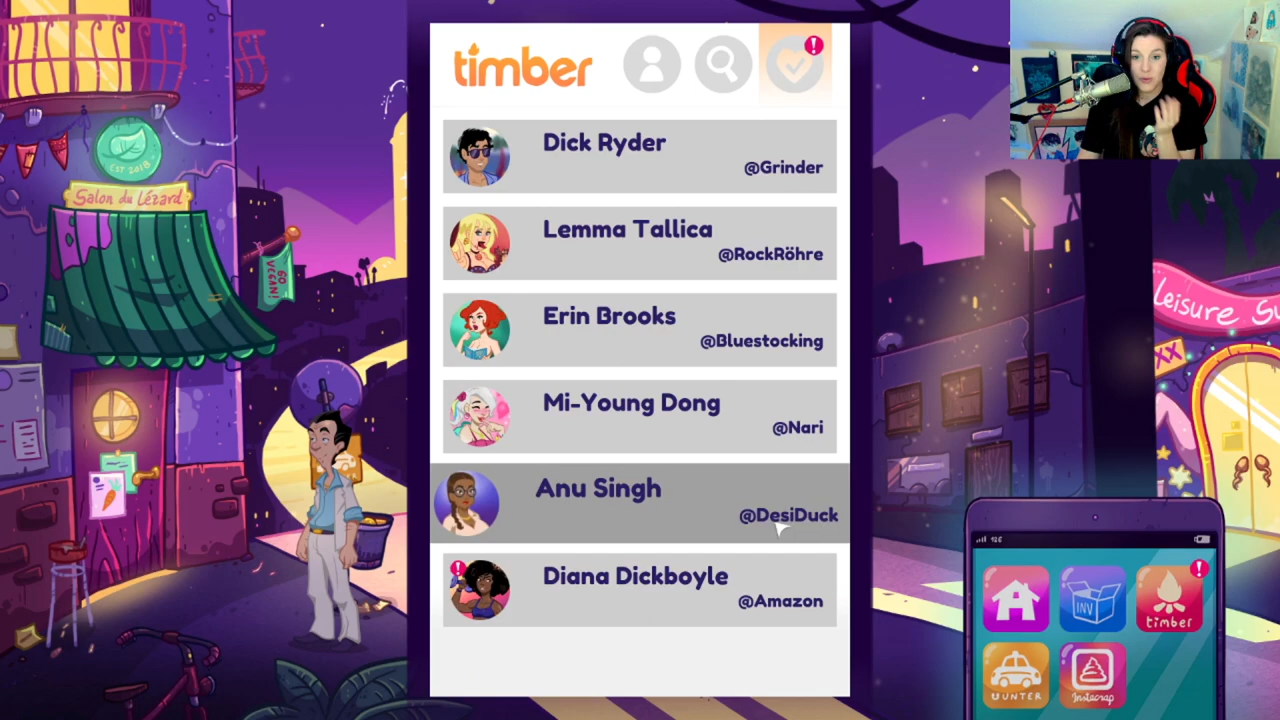 timber
!
Dick Ryder
@Grinder
Lemma Tallica
@RockRöhre
Erin Brooks
@Bluestocking
Mi-Young Dong
@Nari
Anu Singh
@DesiDuck
!
Diana Dickboyle
@Amazon
EST 2018
Salon du Lézard
GO VEGAN!
Leisure Su
XX
INV
!
timber
UUNTER
Instacrap